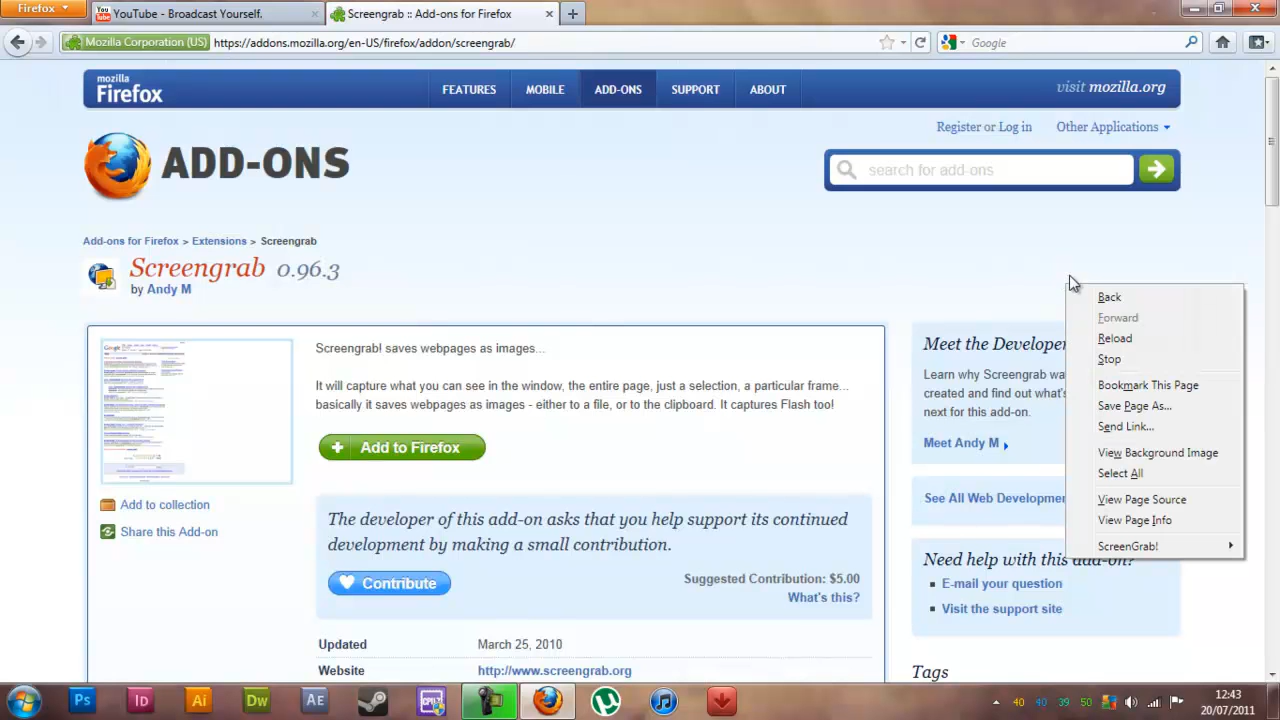 Firefox
YouTube - Broadcast Yourself.
Screengrab :: Add-ons for Firefox
Mozilla Corporation (US)
https://addons.mozilla.org/en-US/firefox/addon/screengrab/
Google
mozilla
Firefox
FEATURES
MOBILE
ADD-ONS
SUPPORT
ABOUT
visit mozilla.org
Register or Log in
Other Applications
ADD-ONS
search for add-ons
Add-ons for Firefox > Extensions > Screengrab
Screengrab 0.96.3
by Andy M
Screengrab! saves webpages as images...
It will capture what you can see in the window, the entire page, just a selection, a particular frame...
basically it saves webpages as images - either to a file, or to the clipboard. It captures Flash too!
Add to Firefox
Add to collection
Share this Add-on
The developer of this add-on asks that you help support its continued
development by making a small contribution.
Contribute
Suggested Contribution: $5.00
What's this?
Updated
March 25, 2010
Website
http://www.screengrab.org
Meet the Developer
Learn why Screengrab wa
created and find out what's
next for this add-on.
Meet Andy M
See All Web Developmen
Need help with this add-on?
E-mail your question
Visit the support site
Tags
Back
Forward
Reload
Stop
Bookmark This Page
Save Page As...
Send Link...
View Background Image
Select All
View Page Source
View Page Info
ScreenGrab!
Ps
Id
Ai
Dw
AE
40
40
39
50
12:43
20/07/2011